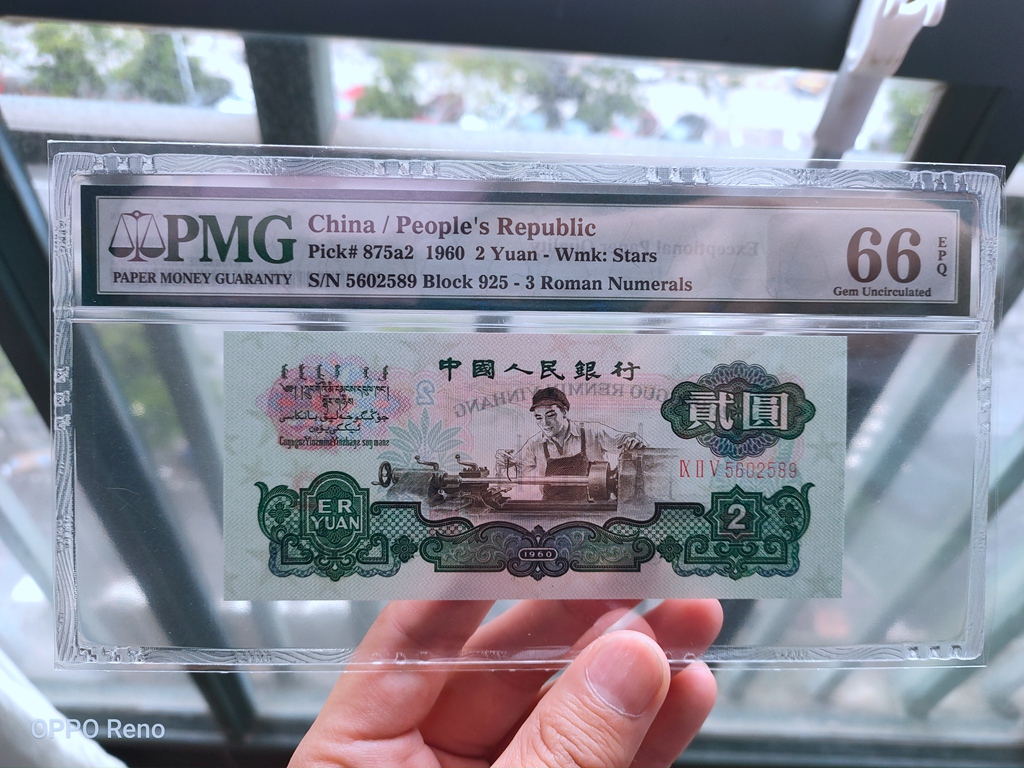 PMG
PAPER MONEY GUARANTY
China / People's Republic
Pick# 875a2 1960 2 Yuan - Wmk: Stars
S/N 5602589 Block 925 - 3 Roman Numerals
66
EPQ
Gem Uncirculated
中國人民銀行
貳圓
ⅨⅡⅤ5602589
ER
YUAN
2
1960
OPPO Reno